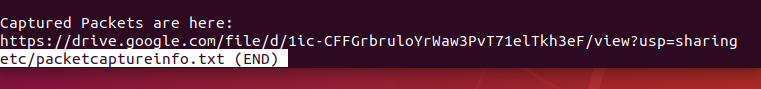 Captured Packets are here:
https://drive.google.com/file/d/1ic-CFFGrbruloYrWaw3PvT71elTkh3eF/view?usp=sharing
etc/packetcaptureinfo.txt (END)